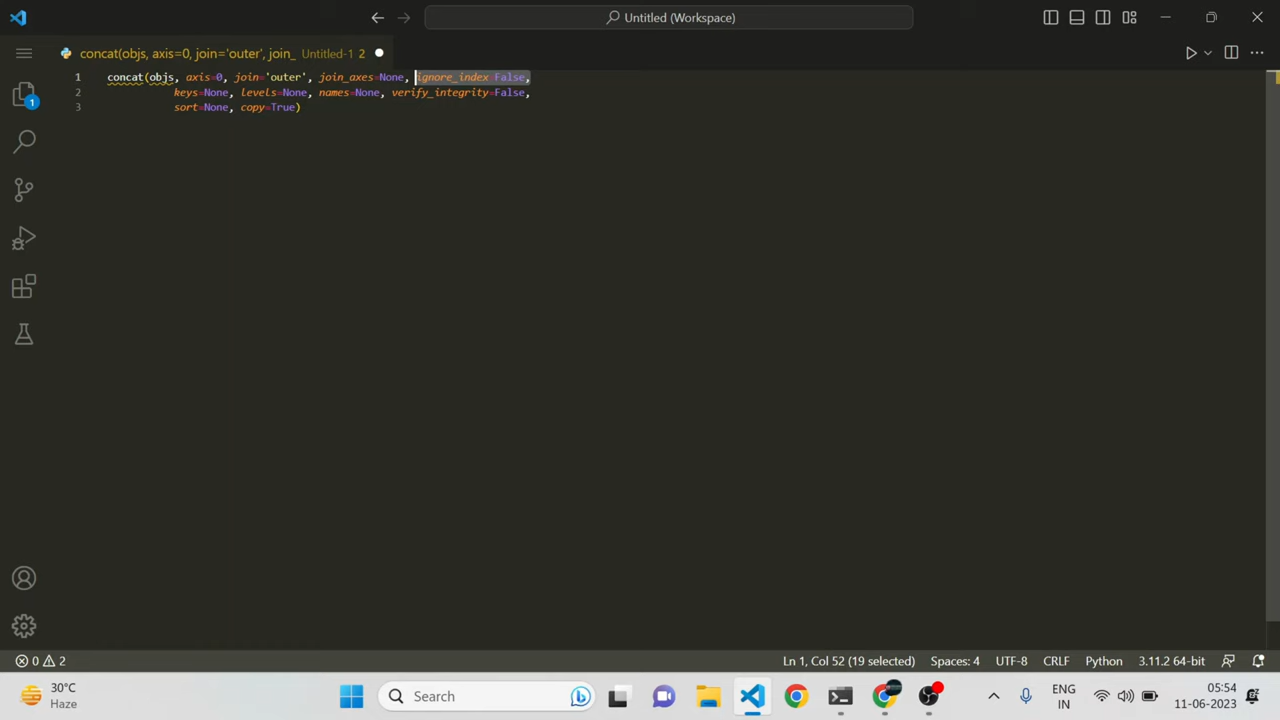 Untitled (Workspace)
concat(objs, axis=0, join='outer', join_ Untitled-1 2
1 concat(objs, axis=0, join='outer', join_axes=None, ignore_index False,
2 keys=None, levels=None, names=None, verify_integrity=False,
3 sort=None, copy=True)
1
0 2 Ln 1, Col 52 (19 selected) Spaces: 4 UTF-8 CRLF Python 3.11.2 64-bit
30°C
Haze
Search
ENG
IN
05:54
11-06-2023